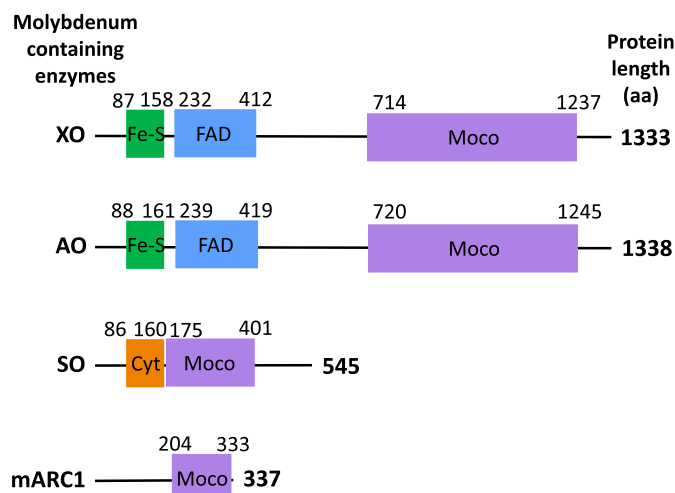 Molybdenum
containing
enzymes
Protein
length
(aa)
87 158 232 412 714 1237
XO Fe-S FAD Moco 1333
88 161 239 419 720 1245
AO Fe-S FAD Moco 1338
86 160 175 401
SO Cyt Moco 545
204 333
mARC1 Moco 337